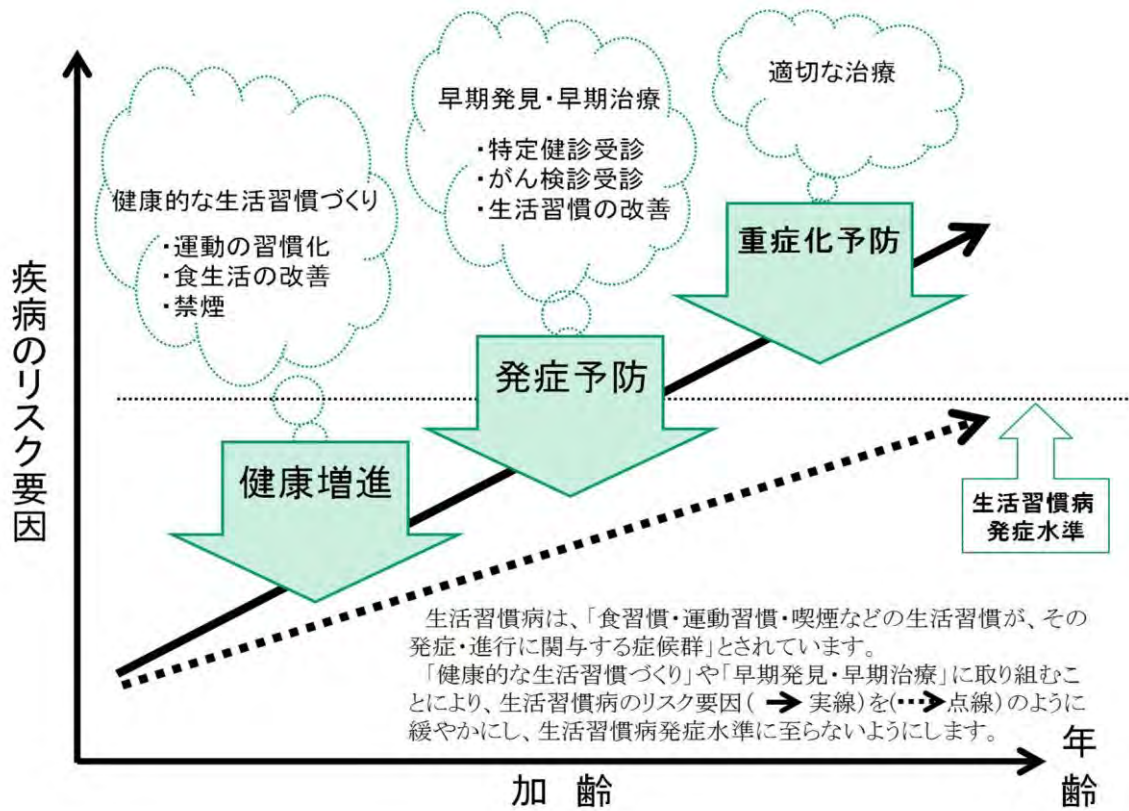 適切な治療
早期発見・早期治療
・特定健診受診
・がん検診受診
・生活習慣の改善
健康的な生活習慣づくり
・運動の習慣化
・食生活の改善
・禁煙
重症化予防
発症予防
健康増進
疾病のリスク要因
生活習慣病
発症水準
生活習慣病は、「食習慣・運動習慣・喫煙などの生活習慣が、その
発症・進行に関与する症候群」とされています。
「健康的な生活習慣づくり」や「早期発見・早期治療」に取り組むこ
とにより、生活習慣病のリスク要因( 実線)を( 点線)のように
緩やかにし、生活習慣病発症水準に至らないようにします。
加齢
年齢